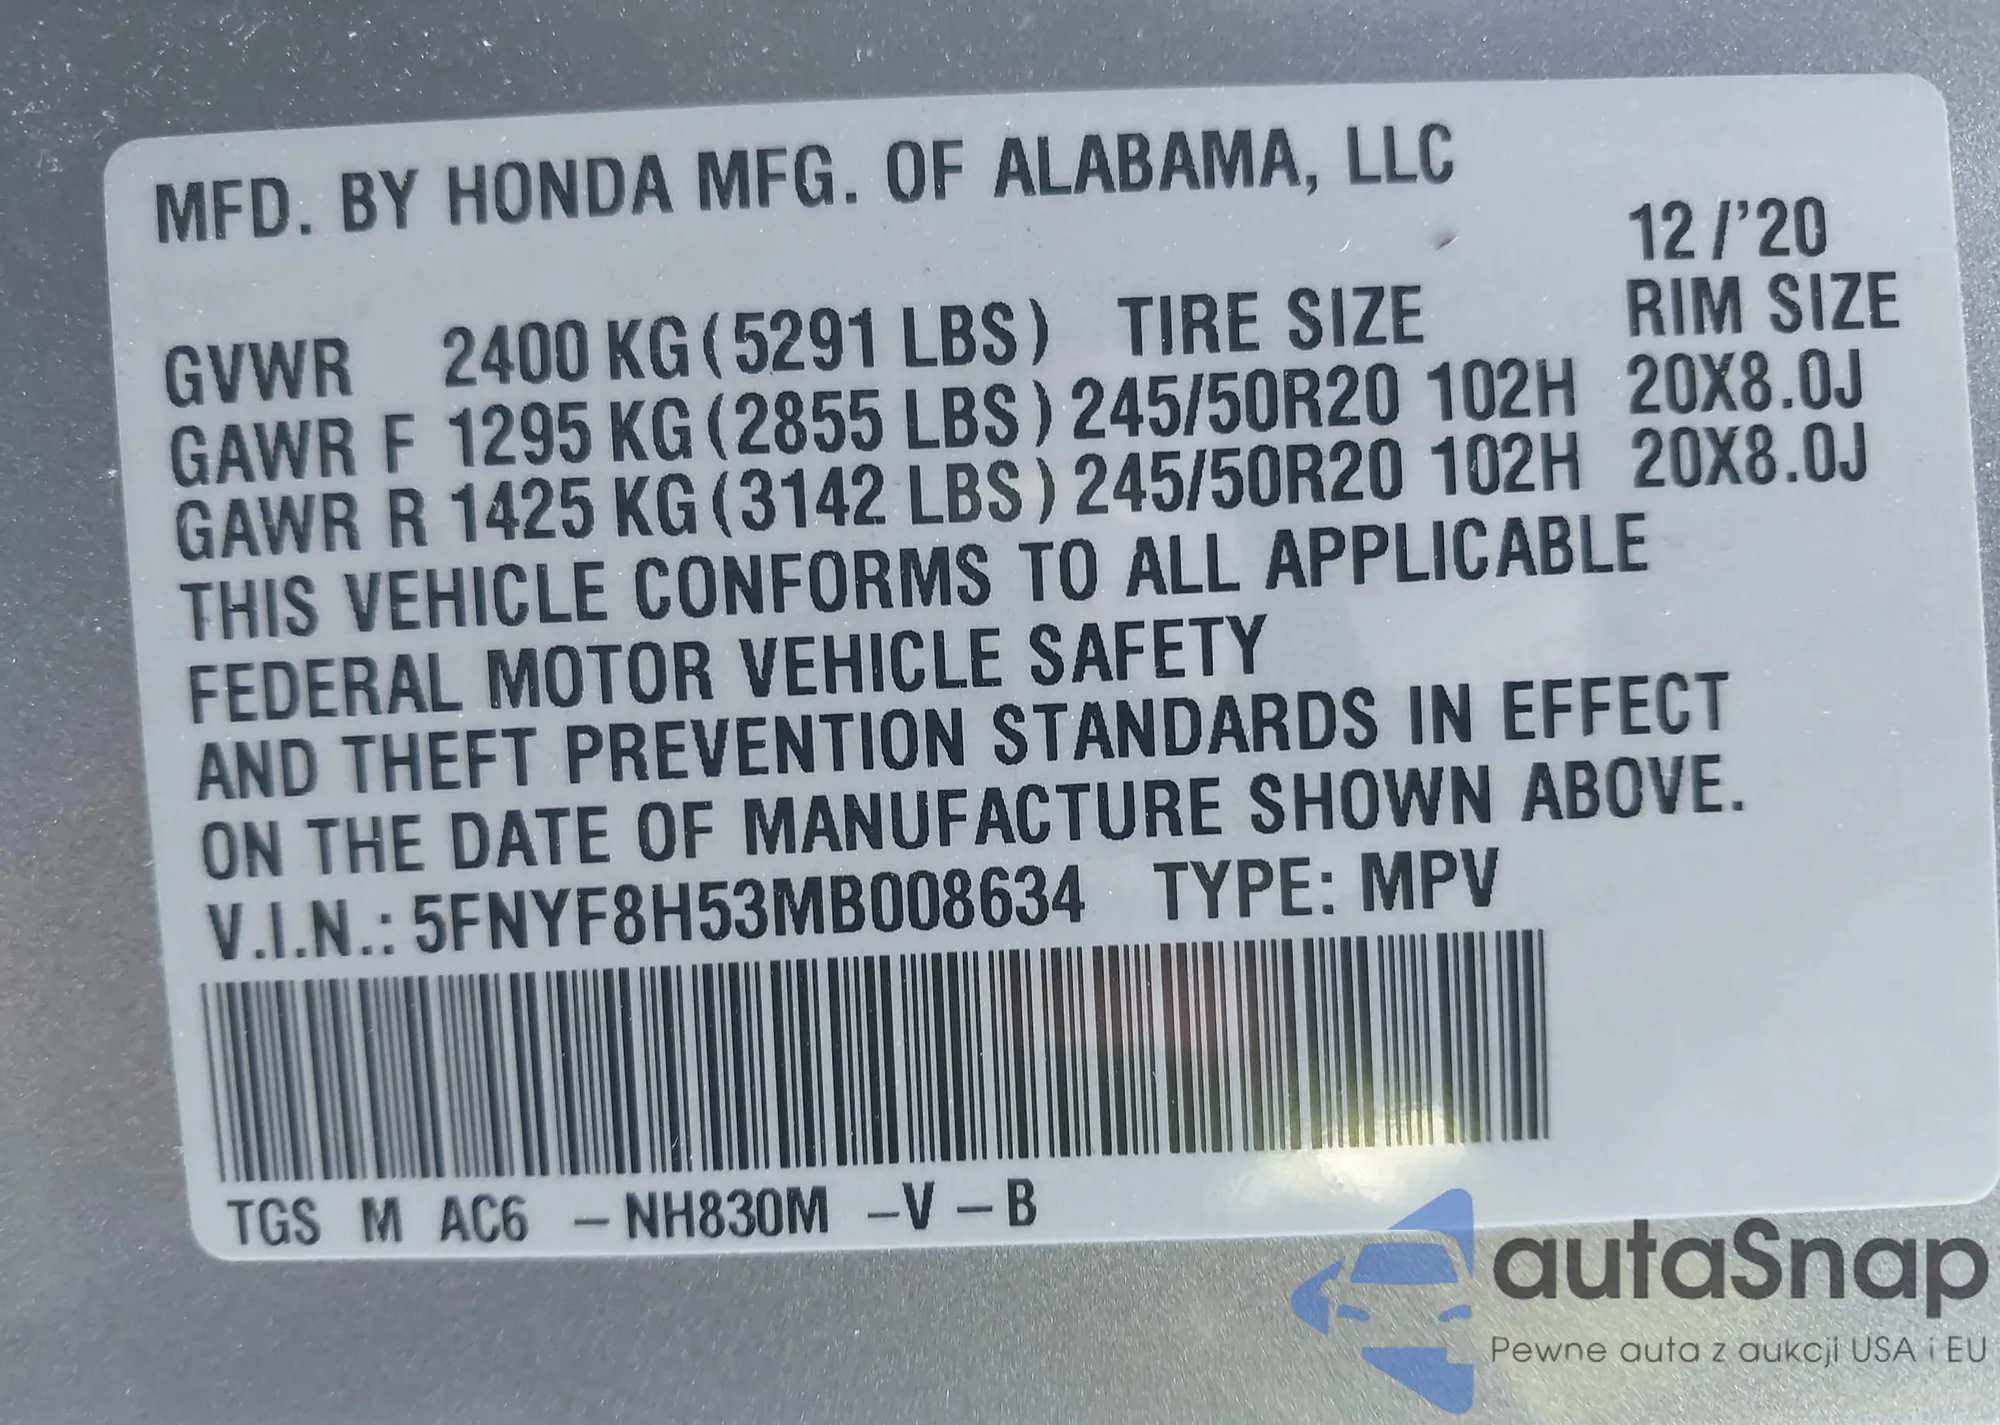 MFD. BY HONDA MFG. OF ALABAMA, LLC
12/'20
GVWR 2400 KG (5291 LBS) TIRE SIZE RIM SIZE
GAWR F 1295 KG (2855 LBS) 245/50R20 102H 20X8.0J
GAWR R 1425 KG (3142 LBS) 245/50R20 102H 20X8.0J
THIS VEHICLE CONFORMS TO ALL APPLICABLE
FEDERAL MOTOR VEHICLE SAFETY
AND THEFT PREVENTION STANDARDS IN EFFECT
ON THE DATE OF MANUFACTURE SHOWN ABOVE.
V.I.N.: 5FNYF8H53MB008634 TYPE: MPV
TGS M AC6 –NH830M –V –B
autaSnap
Pewne auta z aukcji USA i EU